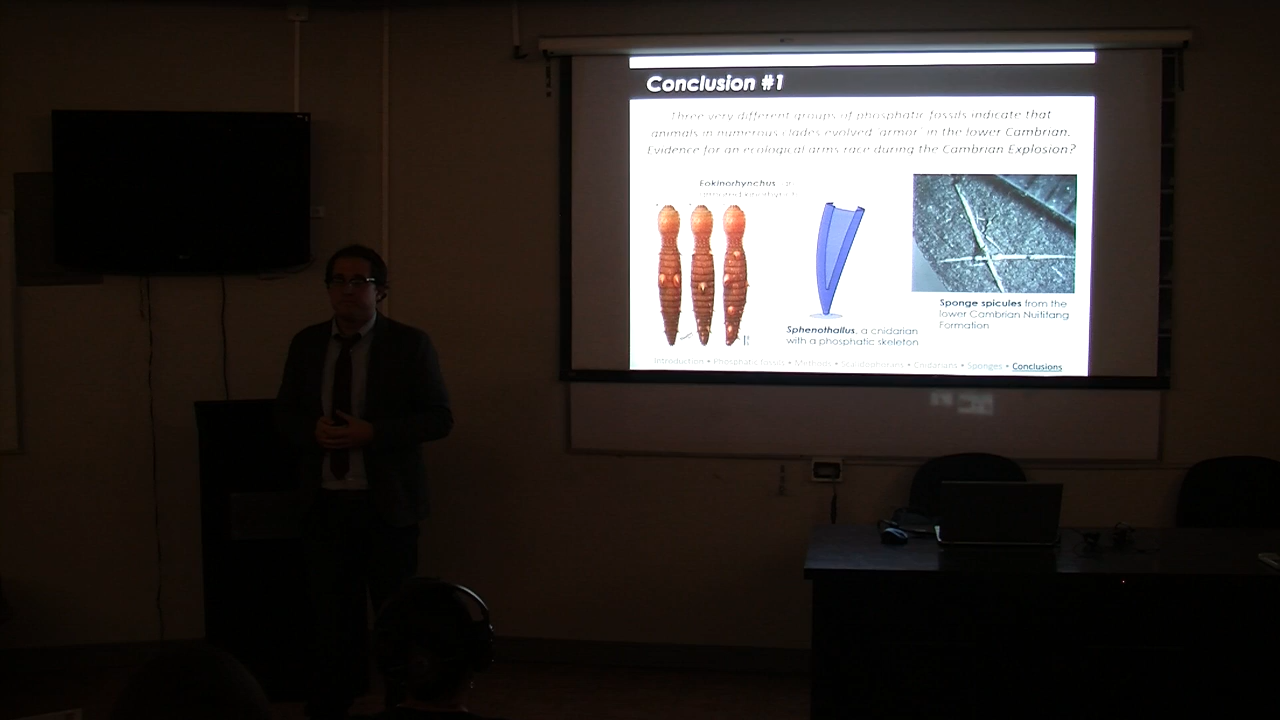 Conclusion #1
Three very different groups of phosphatic fossils indicate that
animals in numerous clades evolved 'armor' in the lower Cambrian.
Evidence for an ecological arms race during the Cambrian Explosion?
Eokinorhynchus
Sphenothallus, a cnidarian
with a phosphatic skeleton
Sponge spicules from the
lower Cambrian Niutitang
Formation
Introduction • Phosphatic fossils • Methods • Scalidophorans • Cnidarians • Sponges • Conclusions